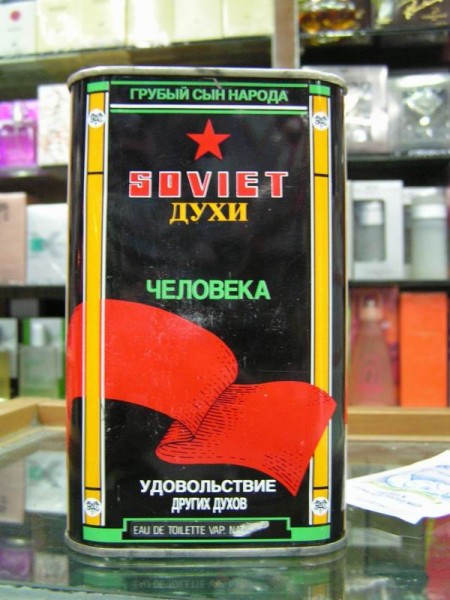 ГРУБЫЙ СЫН НАРОДА
SOVIET
ДУХИ
ЧЕЛОВЕКА
УДОВОЛЬСТВИЕ
ДРУГИХ ДУХОВ
EAU DE TOILETTE VAP.